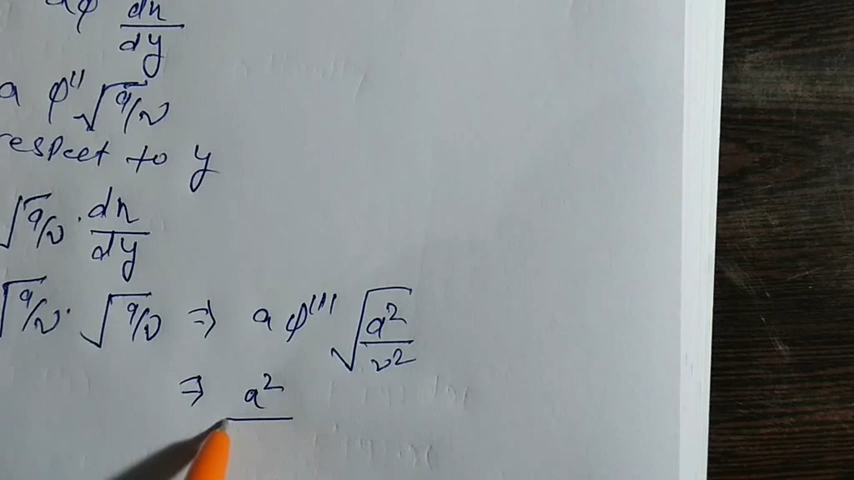 aφ dη/dy
a φ'' √a/ν
respect to y
√a/ν · dη/dy
√a/ν · √a/ν ⇒ a φ''' √a²/ν²
⇒ a²